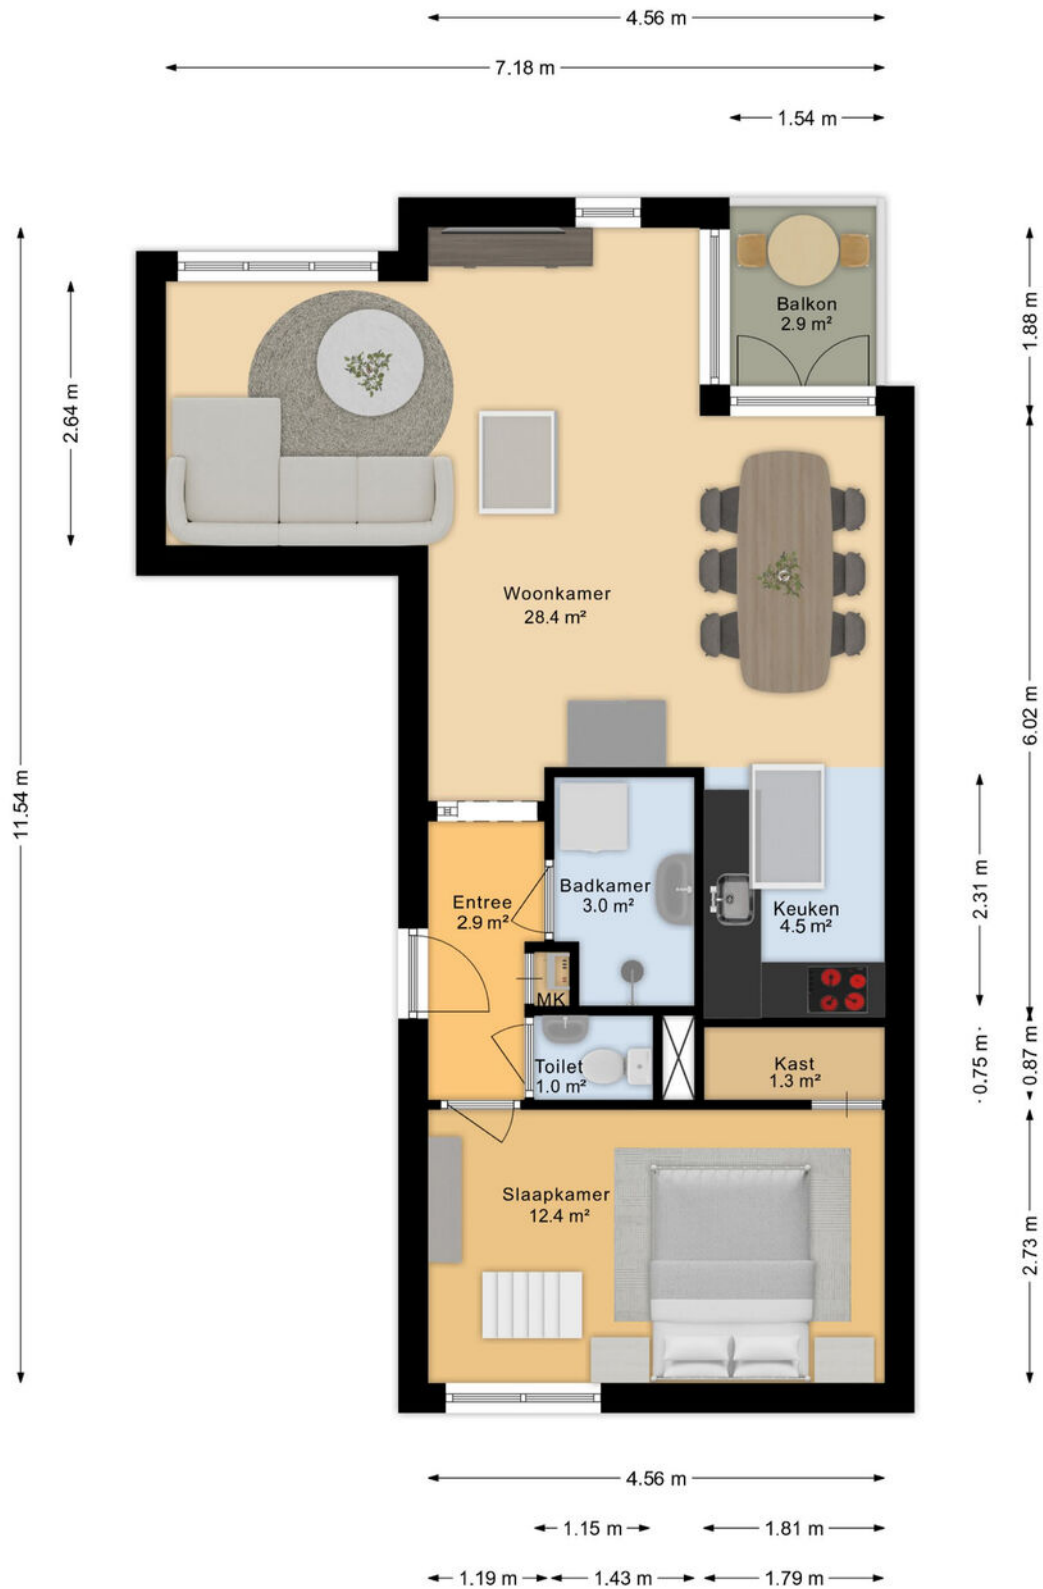 4.56 m
7.18 m
1.54 m
Balkon
2.9 m²
1.88 m
2.64 m
Woonkamer
28.4 m²
6.02 m
11.54 m
Badkamer
3.0 m²
Entree
2.9 m²
Keuken
4.5 m²
2.31 m
MK
Toilet
1.0 m²
Kast
1.3 m²
0.75 m
0.87 m
Slaapkamer
12.4 m²
2.73 m
4.56 m
1.15 m
1.81 m
1.19 m
1.43 m
1.79 m